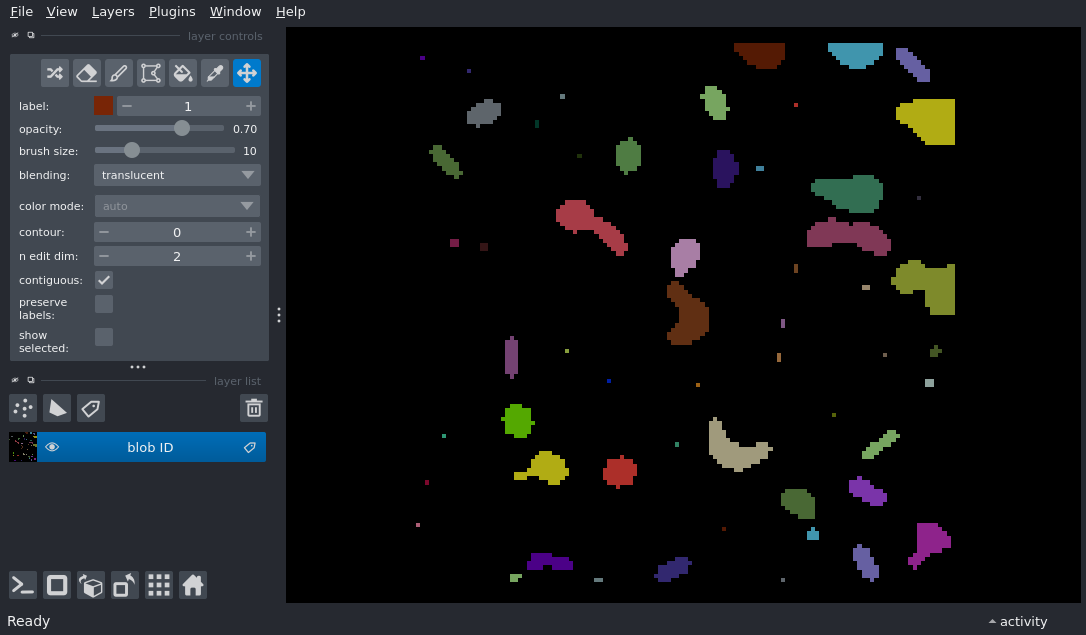 File View Layers Plugins Window Help
layer controls
label: 1
opacity: 0.70
brush size: 10
blending: translucent
color mode: auto
contour: 0
n edit dim: 2
contiguous:
preserve
labels:
show
selected:
layer list
blob ID
Ready
activity